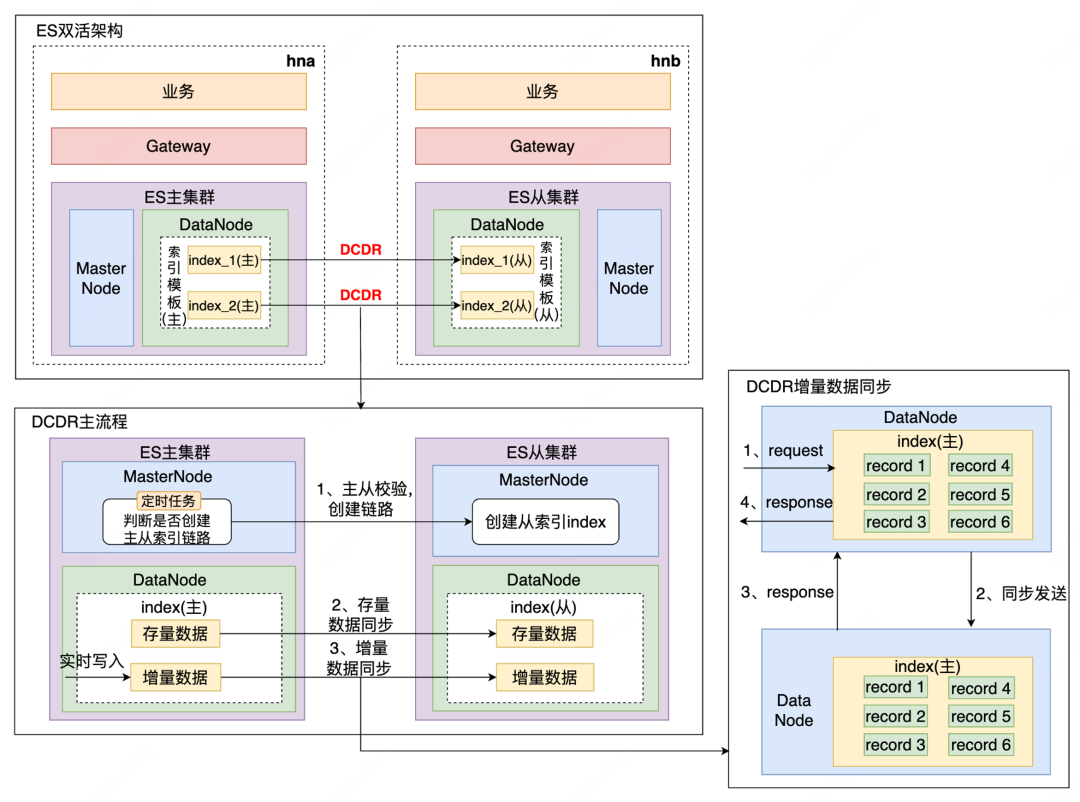 ES双活架构
hna
业务
Gateway
ES主集群
Master
Node
DataNode
索
引
模
板
(主)
index_1(主)
index_2(主)
DCDR
DCDR
hnb
业务
Gateway
ES从集群
DataNode
index_1(从)
index_2(从)
索
引
模
板
(从)
Master
Node
DCDR主流程
ES主集群
MasterNode
定时任务
判断是否创建
主从索引链路
1、主从校验,
创建链路
ES从集群
MasterNode
创建从索引index
DataNode
index(主)
存量数据
实时写入
增量数据
2、存量
数据同步
3、增量
数据同步
DataNode
index(从)
存量数据
增量数据
DCDR增量数据同步
DataNode
index(主)
1、request
record 1
record 4
record 2
record 5
4、response
record 3
record 6
3、response
2、同步发送
Data
Node
index(主)
record 1
record 4
record 2
record 5
record 3
record 6